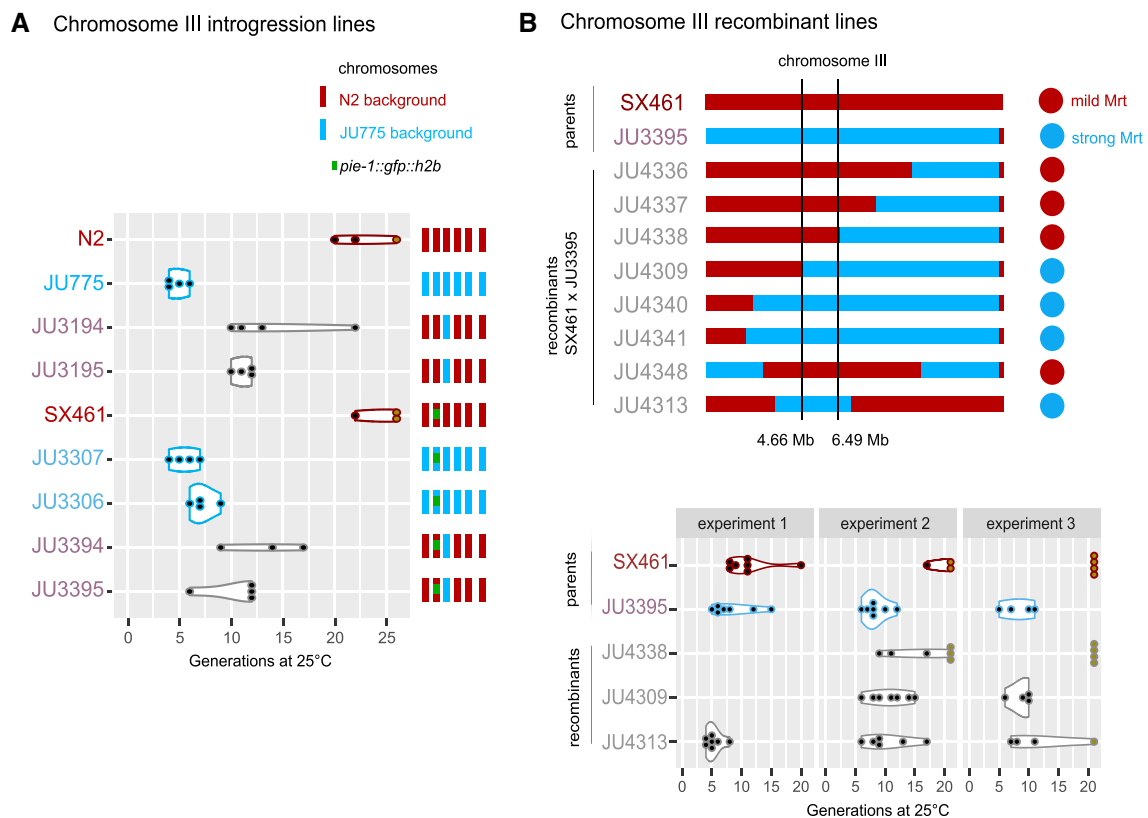 A Chromosome III introgression lines
chromosomes
N2 background
JU775 background
pie-1::gfp::h2b
N2
JU775
JU3194
JU3195
SX461
JU3307
JU3306
JU3394
JU3395
0 5 10 15 20 25
Generations at 25°C
B Chromosome III recombinant lines
chromosome III
parents
SX461
JU3395
recombinants
SX461 x JU3395
JU4336
JU4337
JU4338
JU4309
JU4340
JU4341
JU4348
JU4313
mild Mrt
strong Mrt
4.66 Mb 6.49 Mb
experiment 1 experiment 2 experiment 3
parents
SX461
JU3395
recombinants
JU4338
JU4309
JU4313
0 5 10 15 20 0 5 10 15 20 0 5 10 15 20
Generations at 25°C